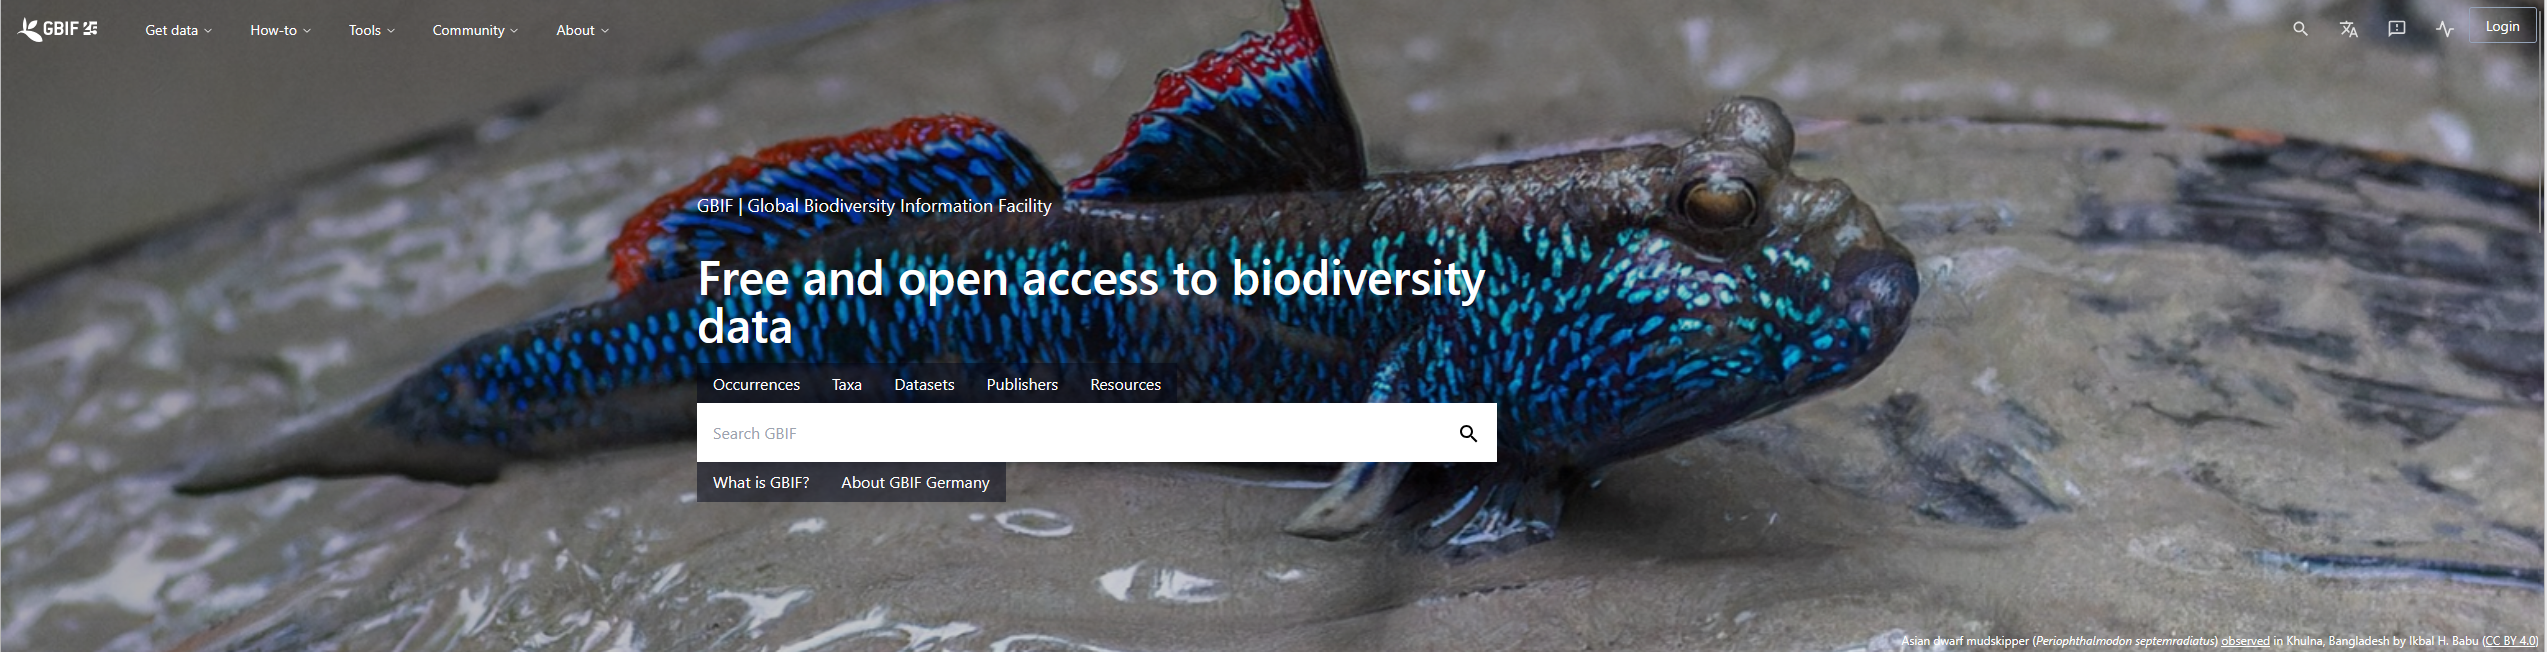 GBIF
Get data
How-to
Tools
Community
About
Login
GBIF | Global Biodiversity Information Facility
Free and open access to biodiversity
data
Occurrences Taxa Datasets Publishers Resources
Search GBIF
What is GBIF? About GBIF Germany
Asian dwarf mudskipper (Periophthalmodon septemradiatus) observed in Khulna, Bangladesh by Ikbal H. Babu (CC BY 4.0)